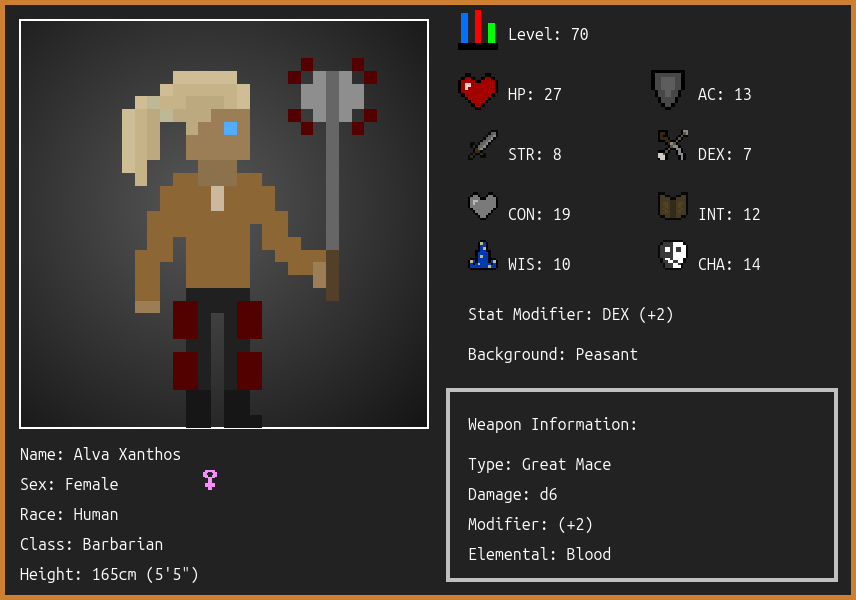 Level: 70
HP: 27
AC: 13
STR: 8
DEX: 7
CON: 19
INT: 12
WIS: 10
CHA: 14
Stat Modifier: DEX (+2)
Background: Peasant
Weapon Information:
Type: Great Mace
Damage: d6
Modifier: (+2)
Elemental: Blood
Name: Alva Xanthos
Sex: Female
Race: Human
Class: Barbarian
Height: 165cm (5'5")